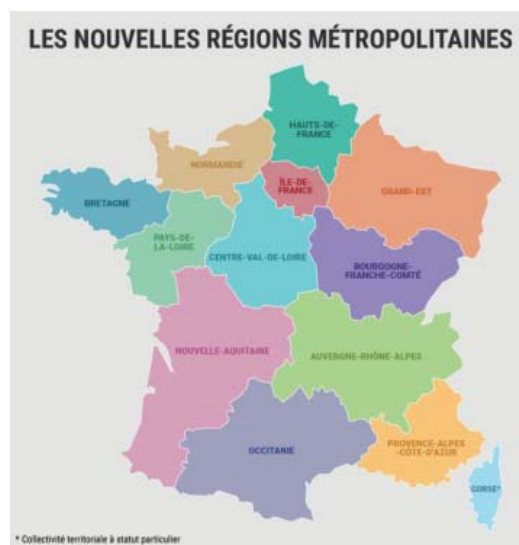 LES NOUVELLES RÉGIONS MÉTROPOLITAINES
HAUTS-DE-
FRANCE
NORMANDIE
ÎLE-DE-
FRANCE
GRAND-EST
BRETAGNE
PAYS-DE-
LA-LOIRE
CENTRE-VAL-DE-LOIRE
BOURGOGNE-
FRANCHE-COMTÉ
NOUVELLE-AQUITAINE
AUVERGNE-RHÔNE-ALPES
OCCITANIE
PROVENCE-ALPES
-CÔTE-D'AZUR
CORSE*
* Collectivité territoriale à statut particulier